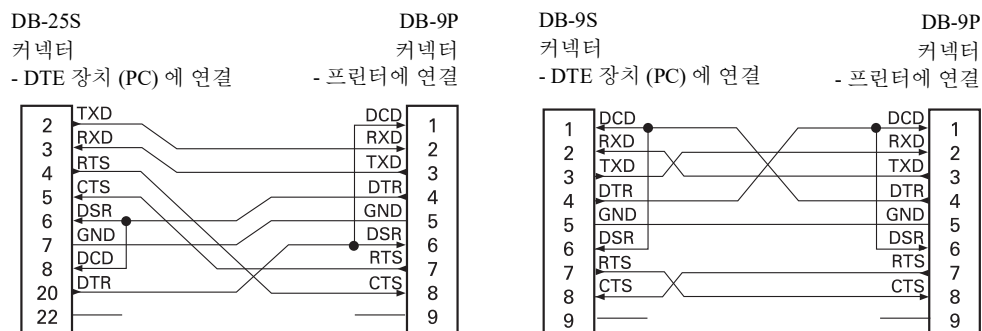 DB-25S DB-9P
커넥터 커넥터
- DTE 장치 (PC) 에 연결 - 프린터에 연결
2 TXD DCD 1
3 RXD RXD 2
4 RTS TXD 3
5 CTS DTR 4
6 DSR GND 5
7 GND DSR 6
8 DCD RTS 7
20 DTR CTS 8
22 9
DB-9S DB-9P
커넥터 커넥터
- DTE 장치 (PC) 에 연결 - 프린터에 연결
1 DCD DCD 1
2 RXD RXD 2
3 TXD TXD 3
4 DTR DTR 4
5 GND GND 5
6 DSR DSR 6
7 RTS RTS 7
8 CTS CTS 8
9 9